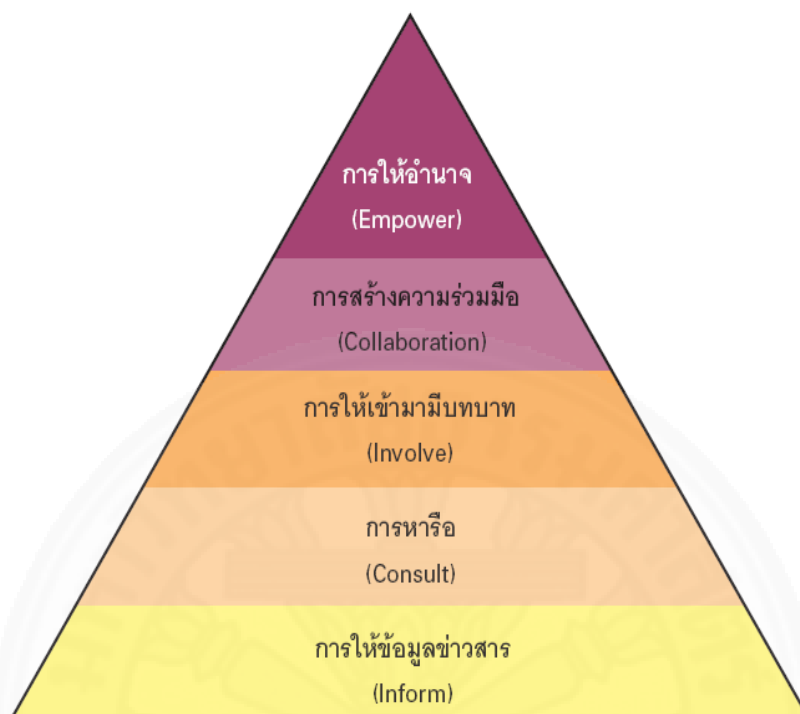 การให้อำนาจ
(Empower)
การสร้างความร่วมมือ
(Collaboration)
การให้เข้ามามีบทบาท
(Involve)
การหารือ
(Consult)
การให้ข้อมูลข่าวสาร
(Inform)